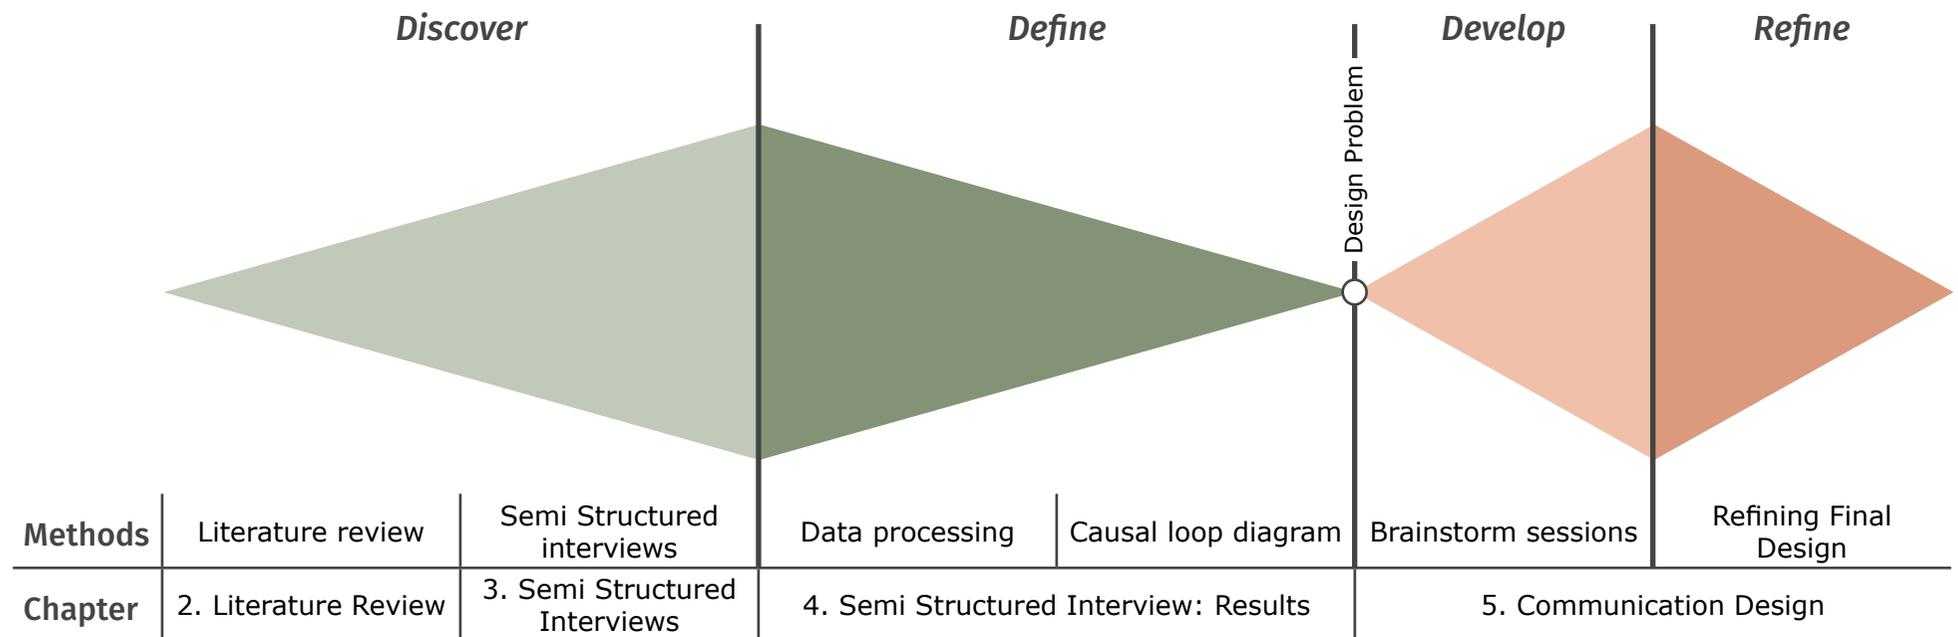 Discover
Define
Develop
Refine
Design Problem
Methods
Literature review
Semi Structured
interviews
Data processing
Causal loop diagram
Brainstorm sessions
Refining Final
Design
Chapter
2. Literature Review
3. Semi Structured
Interviews
4. Semi Structured Interview: Results
5. Communication Design